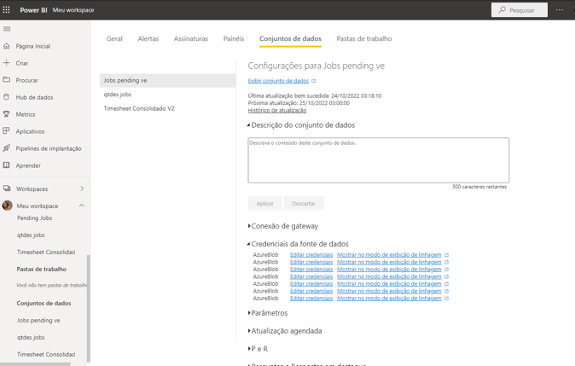 Power BI Meu workspace
Pesquisar
Página Inicial
Criar
Procurar
Hub de dados
Metrics
Aplicativos
Pipelines de implantação
Aprender
Workspaces
Meu workspace
Pending Jobs
qtdes jobs
Timesheet Consolidad
Pastas de trabalho
Você não tem pastas de trabalho
Conjuntos de dados
Jobs pending ve
qtdes jobs
Timesheet Consolidad
Geral Alertas Assinaturas Painéis Conjuntos de dados Pastas de trabalho
Jobs pending ve
qtdes jobs
Timesheet Consolidado V2
Configurações para Jobs pending ve
Exibir conjunto de dados
Última atualização bem sucedida: 24/10/2022 03:18:10
Próxima atualização: 25/10/2022 03:00:00
Histórico de atualização
Descrição do conjunto de dados
Descreva o conteúdo deste conjunto de dados.
500 caracteres restantes
Aplicar Descartar
Conexão de gateway
Credenciais da fonte de dados
AzureBlob Editar credenciais Mostrar no modo de exibição de linhagem
AzureBlob Editar credenciais Mostrar no modo de exibição de linhagem
AzureBlob Editar credenciais Mostrar no modo de exibição de linhagem
AzureBlob Editar credenciais Mostrar no modo de exibição de linhagem
AzureBlob Editar credenciais Mostrar no modo de exibição de linhagem
AzureBlob Editar credenciais Mostrar no modo de exibição de linhagem
AzureBlob Editar credenciais Mostrar no modo de exibição de linhagem
Parâmetros
Atualização agendada
P e R
Perguntas e Respostas em destaque